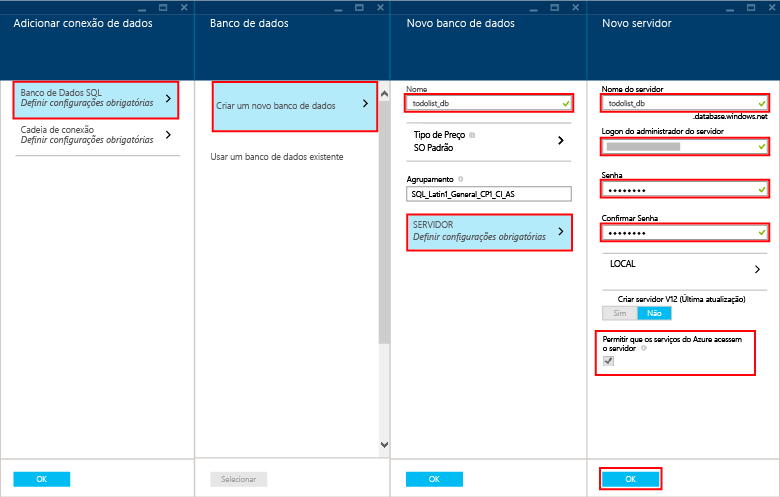 Adicionar conexão de dados
Banco de Dados SQL
Definir configurações obrigatórias
Cadeia de conexão
Definir configurações obrigatórias
OK
Banco de dados
Criar um novo banco de dados
Usar um banco de dados existente
Selecionar
Novo banco de dados
Nome
todolist_db
Tipo de Preço
SO Padrão
Agrupamento
SQL_Latin1_General_CP1_CI_AS
SERVIDOR
Definir configurações obrigatórias
OK
Novo servidor
Nome do servidor
todolist_db
.database.windows.net
Logon do administrador do servidor
Senha
••••••••
Confirmar Senha
••••••••
LOCAL
Criar servidor V12 (Última atualização)
Sim Não
Permitir que os serviços do Azure acessem
o servidor
OK